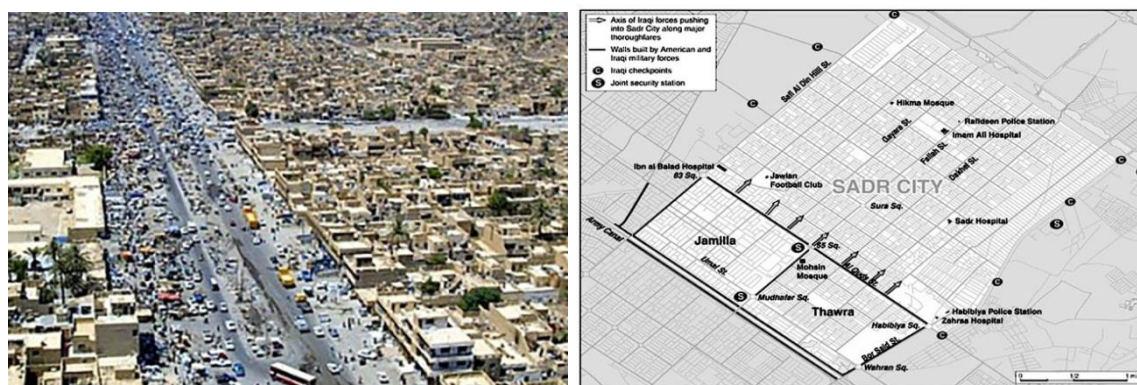 Axis of Iraqi forces pushing
into Sadr City along major
thoroughfares
Walls built by American and
Iraqi military forces
C Iraqi checkpoints
S Joint security station
C
C
C
Safi Al Din Hilli St.
Hikma Mosque
Gayara St.
Rafideen Police Station
Imam Ali Hospital
Fallah St.
Dakhel St.
C
Ibn al Balad Hospital
83 Sq.
Jawlan
Football Club
SADR CITY
C
Sura Sq.
Sadr Hospital
C
S
Army Canal
Jamilla
S
55 Sq.
Mohsin
Mosque
Al Quds St.
Umal St.
C
S
Mudhafar Sq.
Thawra
Habibiya Police Station
Zahraa Hospital
Habibiya Sq.
C
Bor Said St.
Wahran Sq.
0 1/2 1